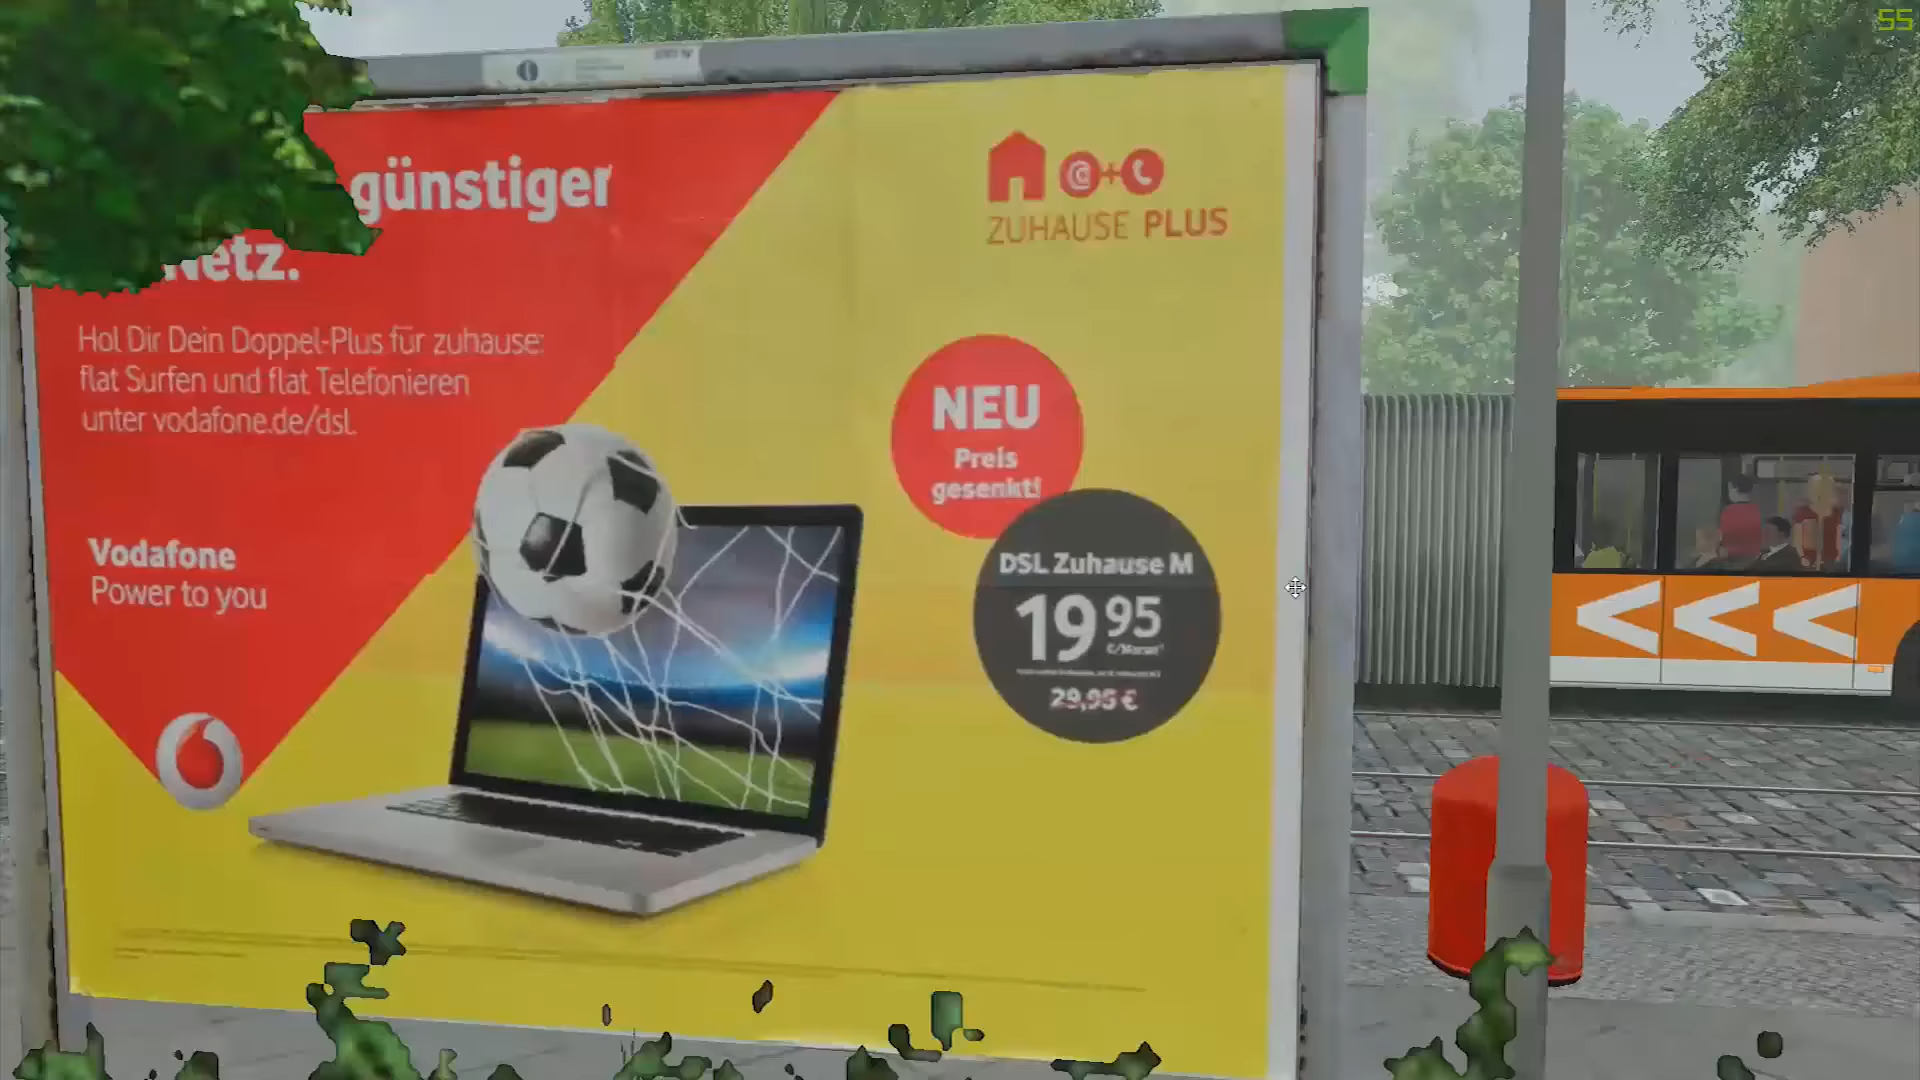 günstiger
Netz.
Hol Dir Dein Doppel-Plus für zuhause:
flat Surfen und flat Telefonieren
unter vodafone.de/dsl.
Vodafone
Power to you
ZUHAUSE PLUS
NEU
Preis
gesenkt!
DSL Zuhause M
19 95
€/Monat
29,95 €
55